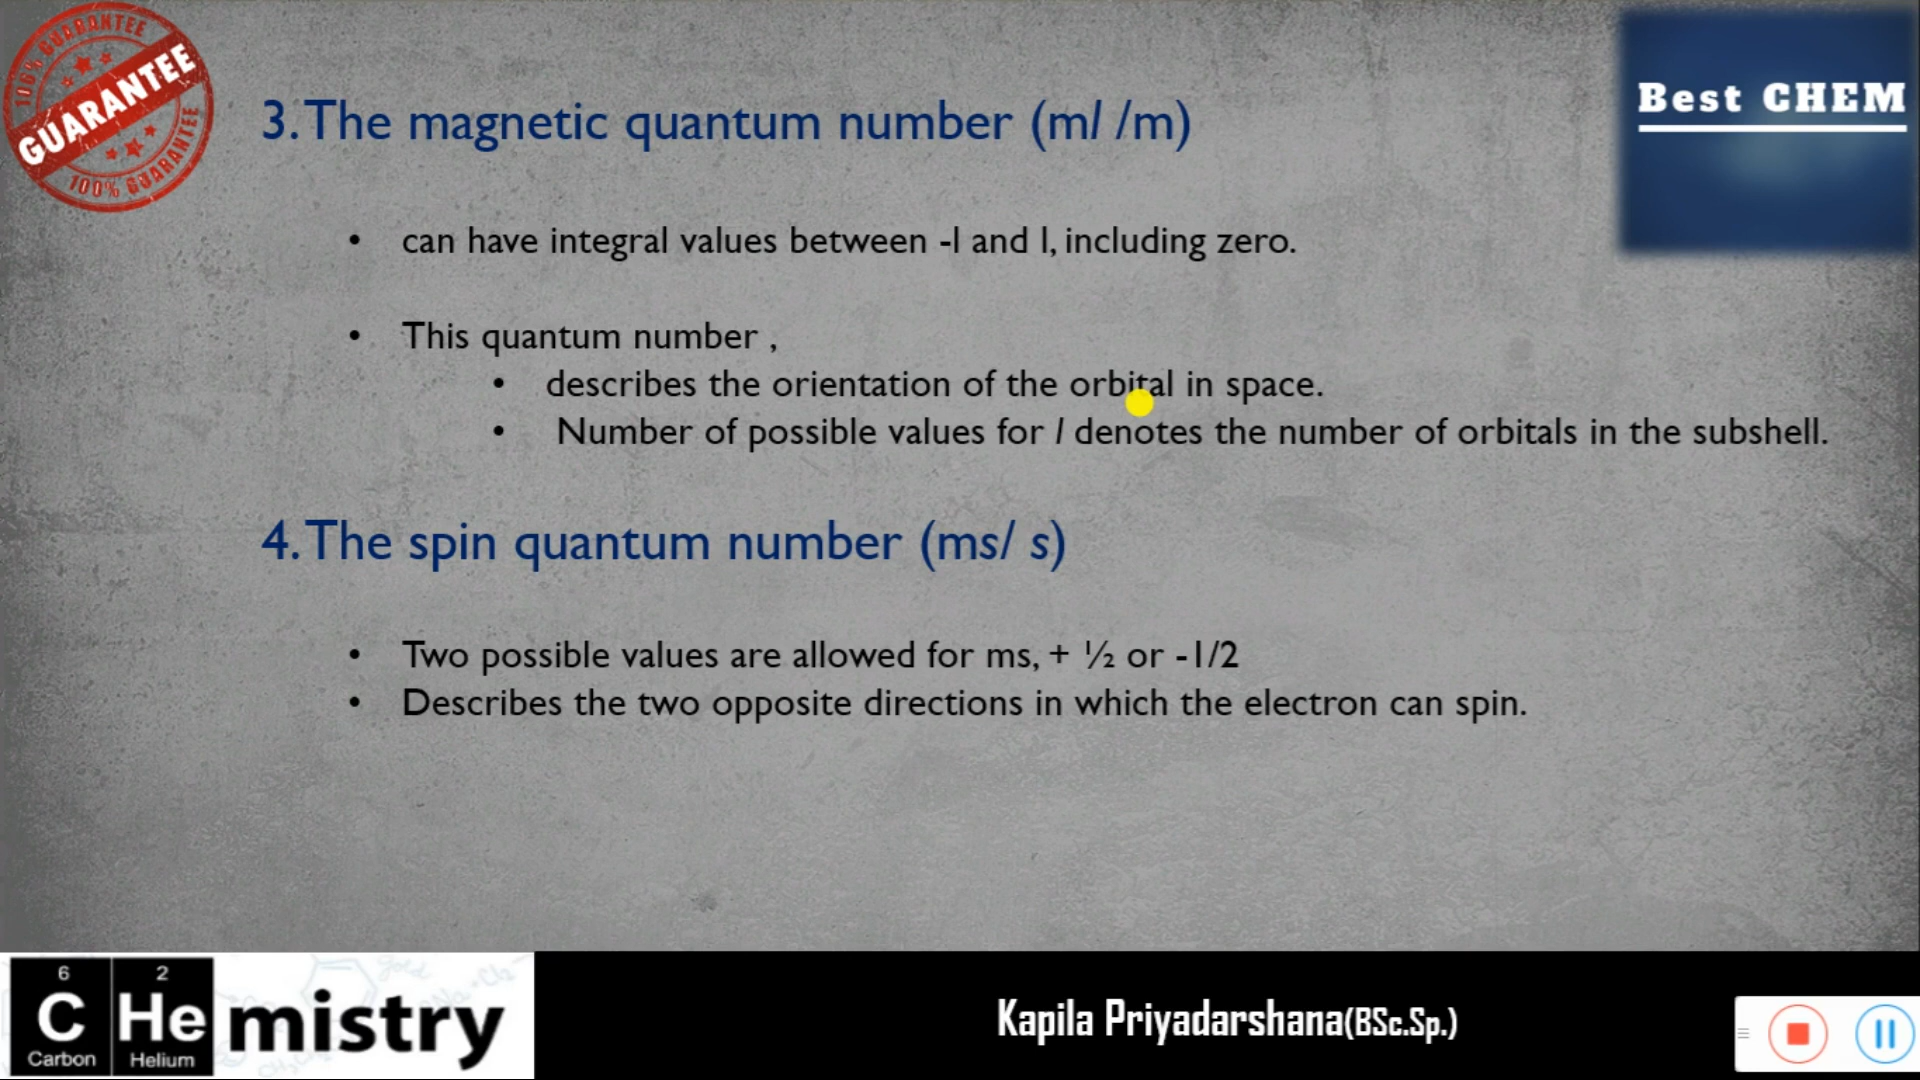 100% GUARANTEE
GUARANTEE
100% GUARANTEE
Best CHEM
3. The magnetic quantum number (ml /m)
• can have integral values between -l and l, including zero.
• This quantum number ,
• describes the orientation of the orbital in space.
• Number of possible values for l denotes the number of orbitals in the subshell.
4. The spin quantum number (ms/ s)
• Two possible values are allowed for ms, + ½ or -1/2
• Describes the two opposite directions in which the electron can spin.
6 2
C He mistry
Carbon Helium
Kapila Priyadarshana(BSc.Sp.)